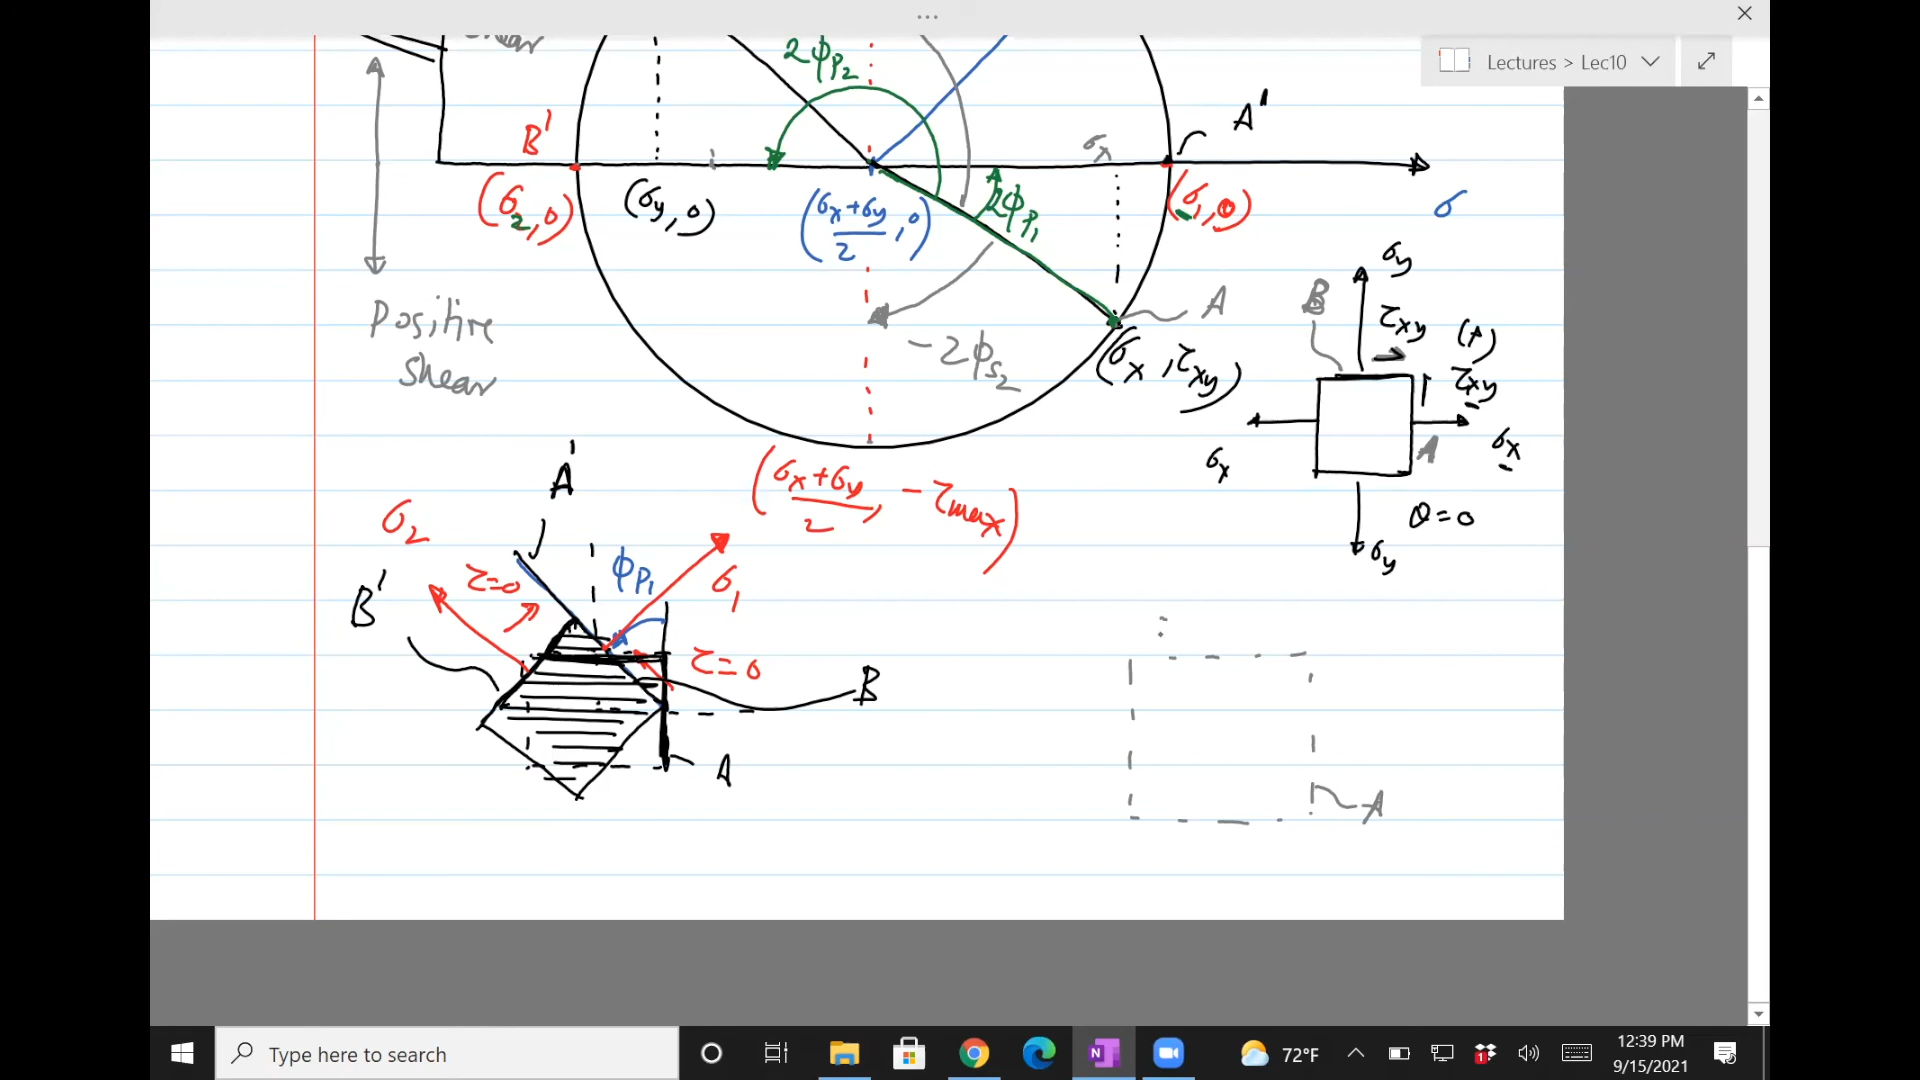 ...
Lectures > Lec10
shear
2ϕp₂
B'
A'
σx
(σ₂,0)
(σy,0)
(σx+σy/2,0)
2ϕp₁
(σ₁,0)
σ
Positive
Shear
A
-2ϕs₂
(σx,τxy)
σy
B
τxy
(+)
τxy
σx
A
σx
σy
θ=0
(σx+σy/2, -τmax)
A'
σ₂
τ=0
ϕp₁
σ₁
B'
τ=0
B
A
A
Type here to search
72°F
1
12:39 PM
9/15/2021